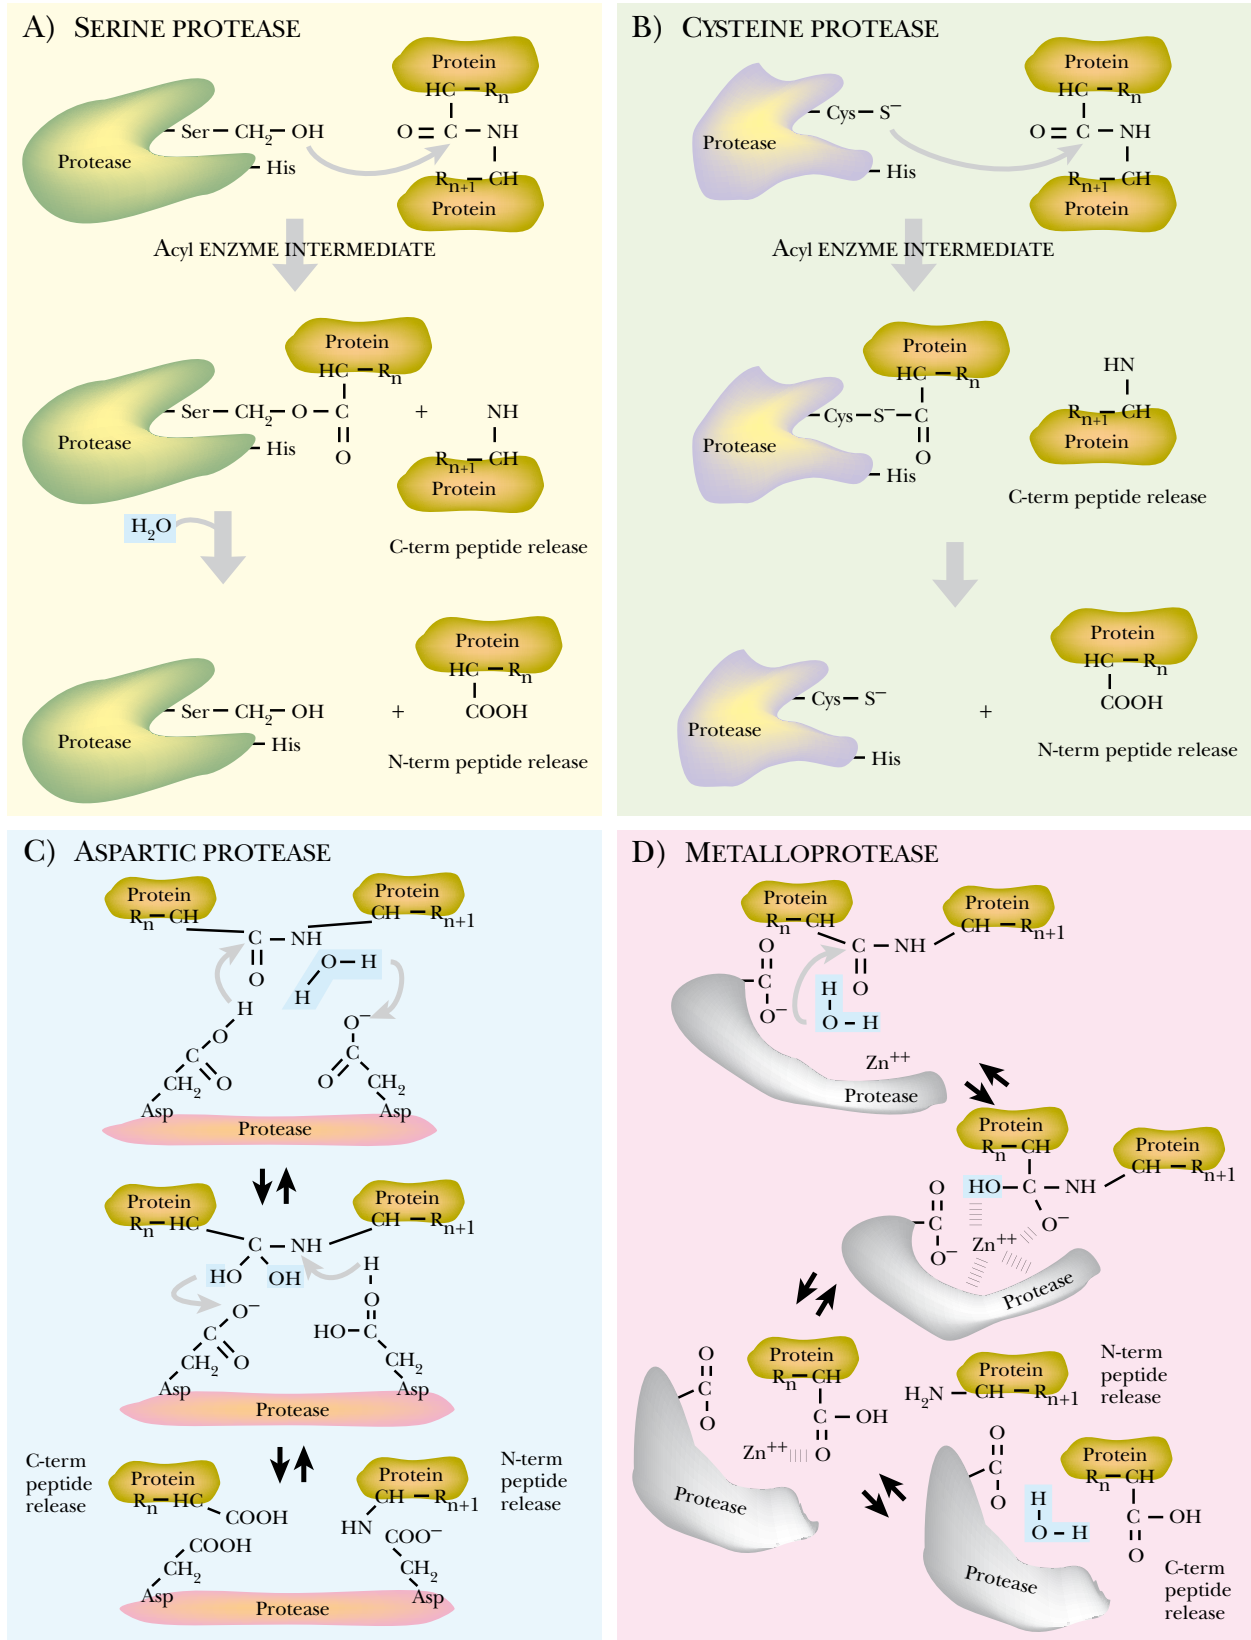 A) SERINE PROTEASE
Protein
HC — Rn
Ser — CH2 — OH
O = C — NH
Protease
His
Rn+1 — CH
Protein
Acyl ENZYME INTERMEDIATE
Protein
HC — Rn
Ser — CH2 — O — C + NH
Protease
His
O
Rn+1 — CH
Protein
H2O
C-term peptide release
Protein
HC — Rn
Ser — CH2 — OH + COOH
Protease
His
N-term peptide release
B) CYSTEINE PROTEASE
Protein
HC — Rn
Cys — S−
O = C — NH
Protease
His
Rn+1 — CH
Protein
Acyl ENZYME INTERMEDIATE
Protein
HC — Rn
HN
Cys — S− — C
Rn+1 — CH
Protease
Protein
O
His
C-term peptide release
Protein
HC — Rn
Cys — S− + COOH
Protease
His
N-term peptide release
C) ASPARTIC PROTEASE
Protein Protein
Rn — CH CH — Rn+1
C — NH
O
O — H
H
H
O O−
C C
CH2 O O CH2
Asp Asp
Protease
Protein Protein
Rn — HC CH — Rn+1
C — NH
HO OH H
O− O
C HO — C
CH2 O CH2
Asp Asp
Protease
C-term
peptide
release
N-term
peptide
release
Protein Protein
Rn — HC CH — Rn+1
COOH HN
COOH COO−
CH2 CH2
Asp Asp
Protease
D) METALLOPROTEASE
Protein Protein
Rn — CH CH — Rn+1
O C — NH
C O
O−
H
O — H
Zn++
Protease
Protein Protein
Rn — CH CH — Rn+1
O HO — C — NH
C O−
O− Zn++
Protease
O Protein
Rn — CH
C
O C — OH
Zn++ O
Protease
Protein
H2N — CH — Rn+1
N-term
peptide
release
O Protein
Rn — CH
C
O H
O — H
C — OH
O
Protease
C-term
peptide
release